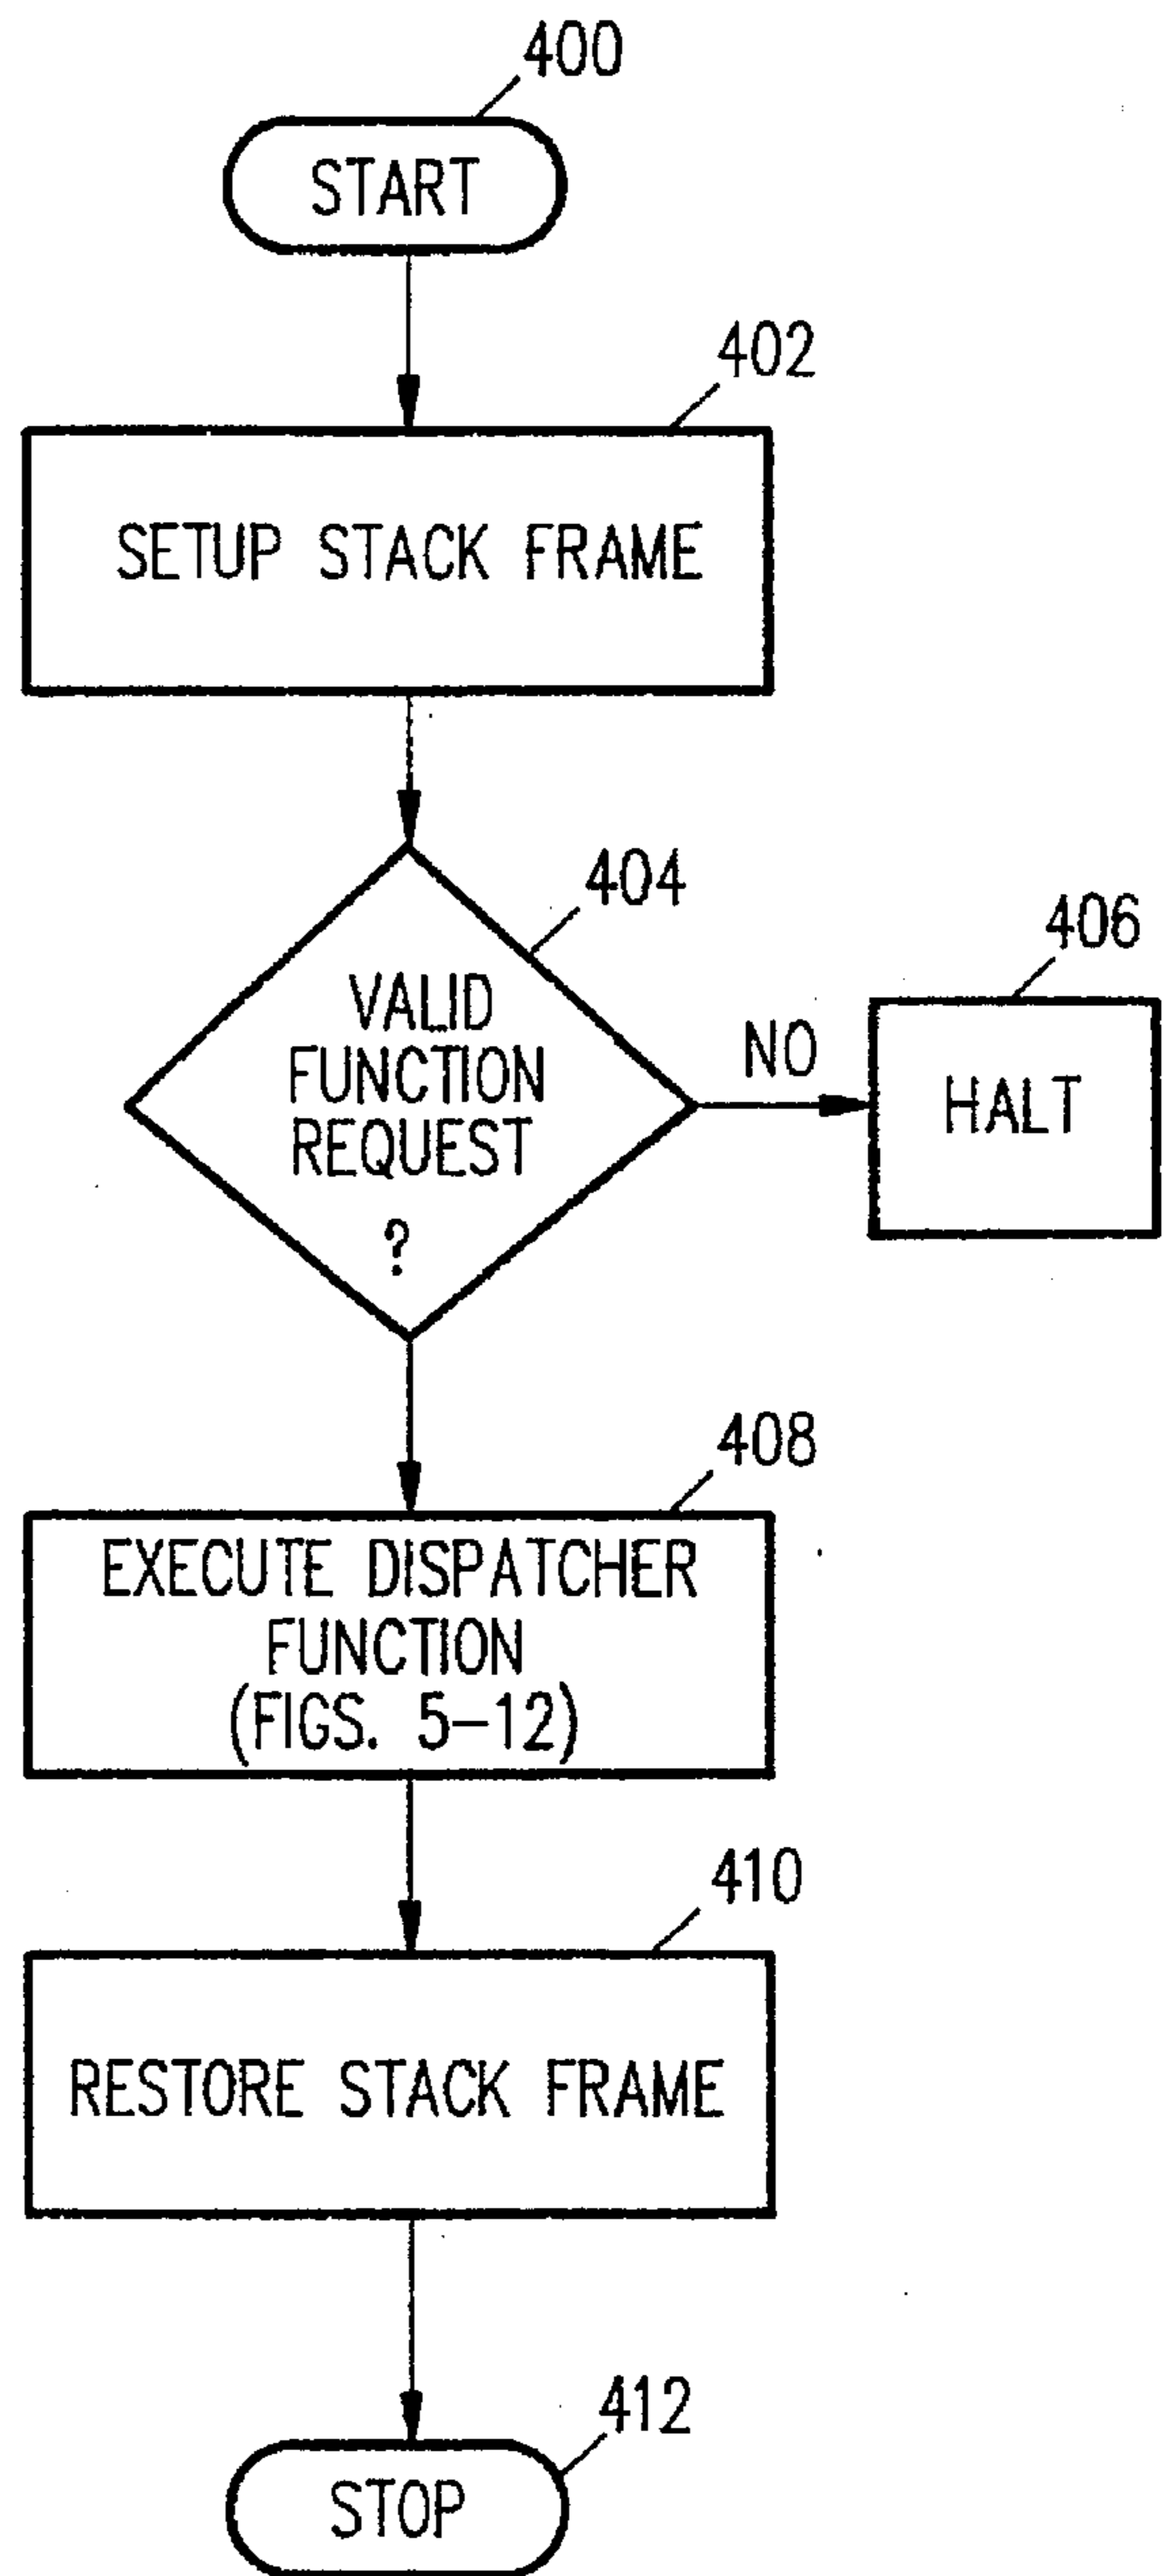 400
START
402
SETUP STACK FRAME
404
VALID
FUNCTION
REQUEST
?
NO
406
HALT
408
EXECUTE DISPATCHER
FUNCTION
(FIGS. 5-12)
410
RESTORE STACK FRAME
412
STOP